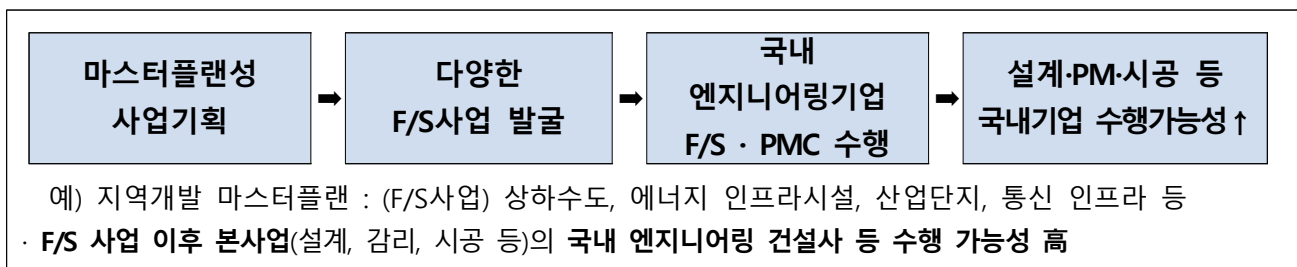 마스터플랜성
사업기획
➡
다양한
F/S사업 발굴
➡
국내
엔지니어링기업
F/S · PMC 수행
➡
설계·PM·시공 등
국내기업 수행가능성↑
예) 지역개발 마스터플랜 : (F/S사업) 상하수도, 에너지 인프라시설, 산업단지, 통신 인프라 등
· F/S 사업 이후 본사업(설계, 감리, 시공 등)의 국내 엔지니어링 건설사 등 수행 가능성 高